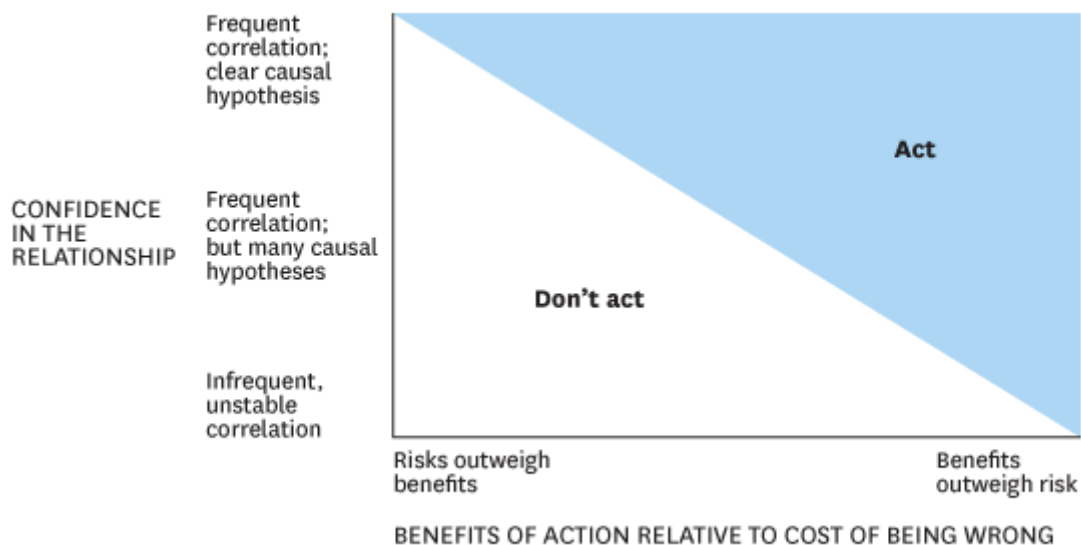 Frequent
correlation;
clear causal
hypothesis
Act
CONFIDENCE
IN THE
RELATIONSHIP
Frequent
correlation;
but many causal
hypotheses
Don’t act
Infrequent,
unstable
correlation
Risks outweigh
benefits
Benefits
outweigh risk
BENEFITS OF ACTION RELATIVE TO COST OF BEING WRONG